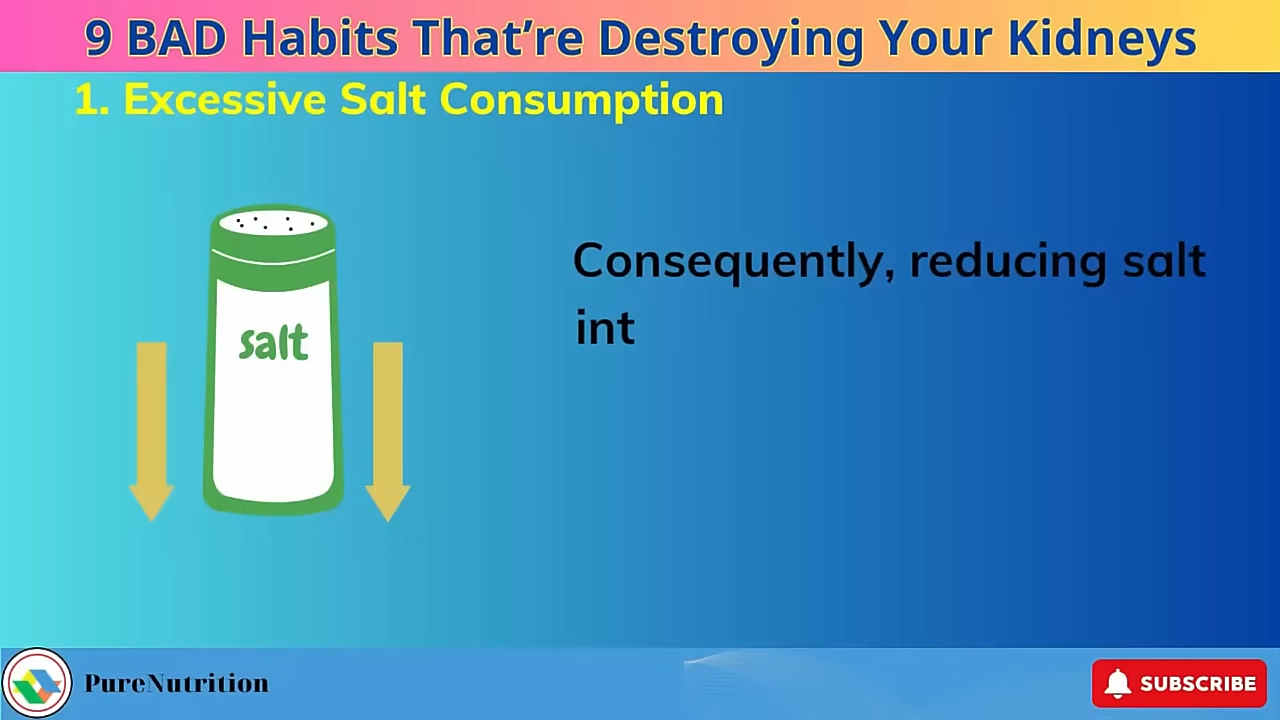 9 BAD Habits That’re Destroying Your Kidneys
1. Excessive Salt Consumption
salt
Consequently, reducing salt
int
PureNutrition
SUBSCRIBE